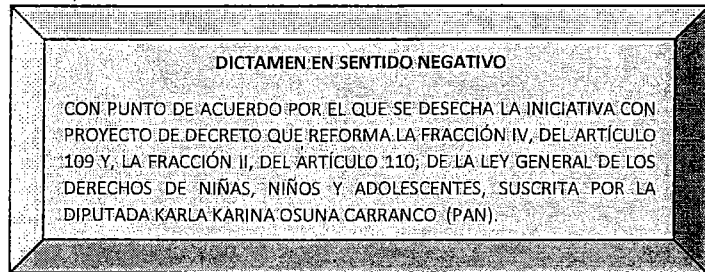 DICTAMEN EN SENTIDO NEGATIVO
CON PUNTO DE ACUERDO POR EL QUE SE DESECHA LA INICIATIVA CON
PROYECTO DE DECRETO QUE REFORMA LA FRACCIÓN IV, DEL ARTÍCULO
109 Y, LA FRACCIÓN II, DEL ARTÍCULO 110, DE LA LEY GENERAL DE LOS
DERECHOS DE NIÑAS, NIÑOS Y ADOLESCENTES, SUSCRITA POR LA
DIPUTADA KARLA KARINA OSUNA CARRANCO (PAN).